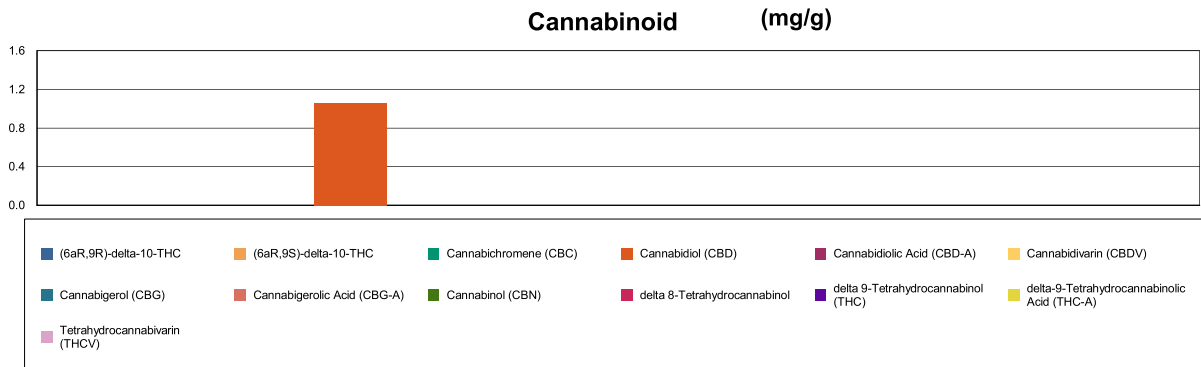 Cannabinoid (mg/g)
1.6
1.2
0.8
0.4
0.0
(6aR,9R)-delta-10-THC
(6aR,9S)-delta-10-THC
Cannabichromene (CBC)
Cannabidiol (CBD)
Cannabidiolic Acid (CBD-A)
Cannabidivarin (CBDV)
Cannabigerol (CBG)
Cannabigerolic Acid (CBG-A)
Cannabinol (CBN)
delta 8-Tetrahydrocannabinol
delta 9-Tetrahydrocannabinol
(THC)
delta-9-Tetrahydrocannabinolic
Acid (THC-A)
Tetrahydrocannabivarin
(THCV)